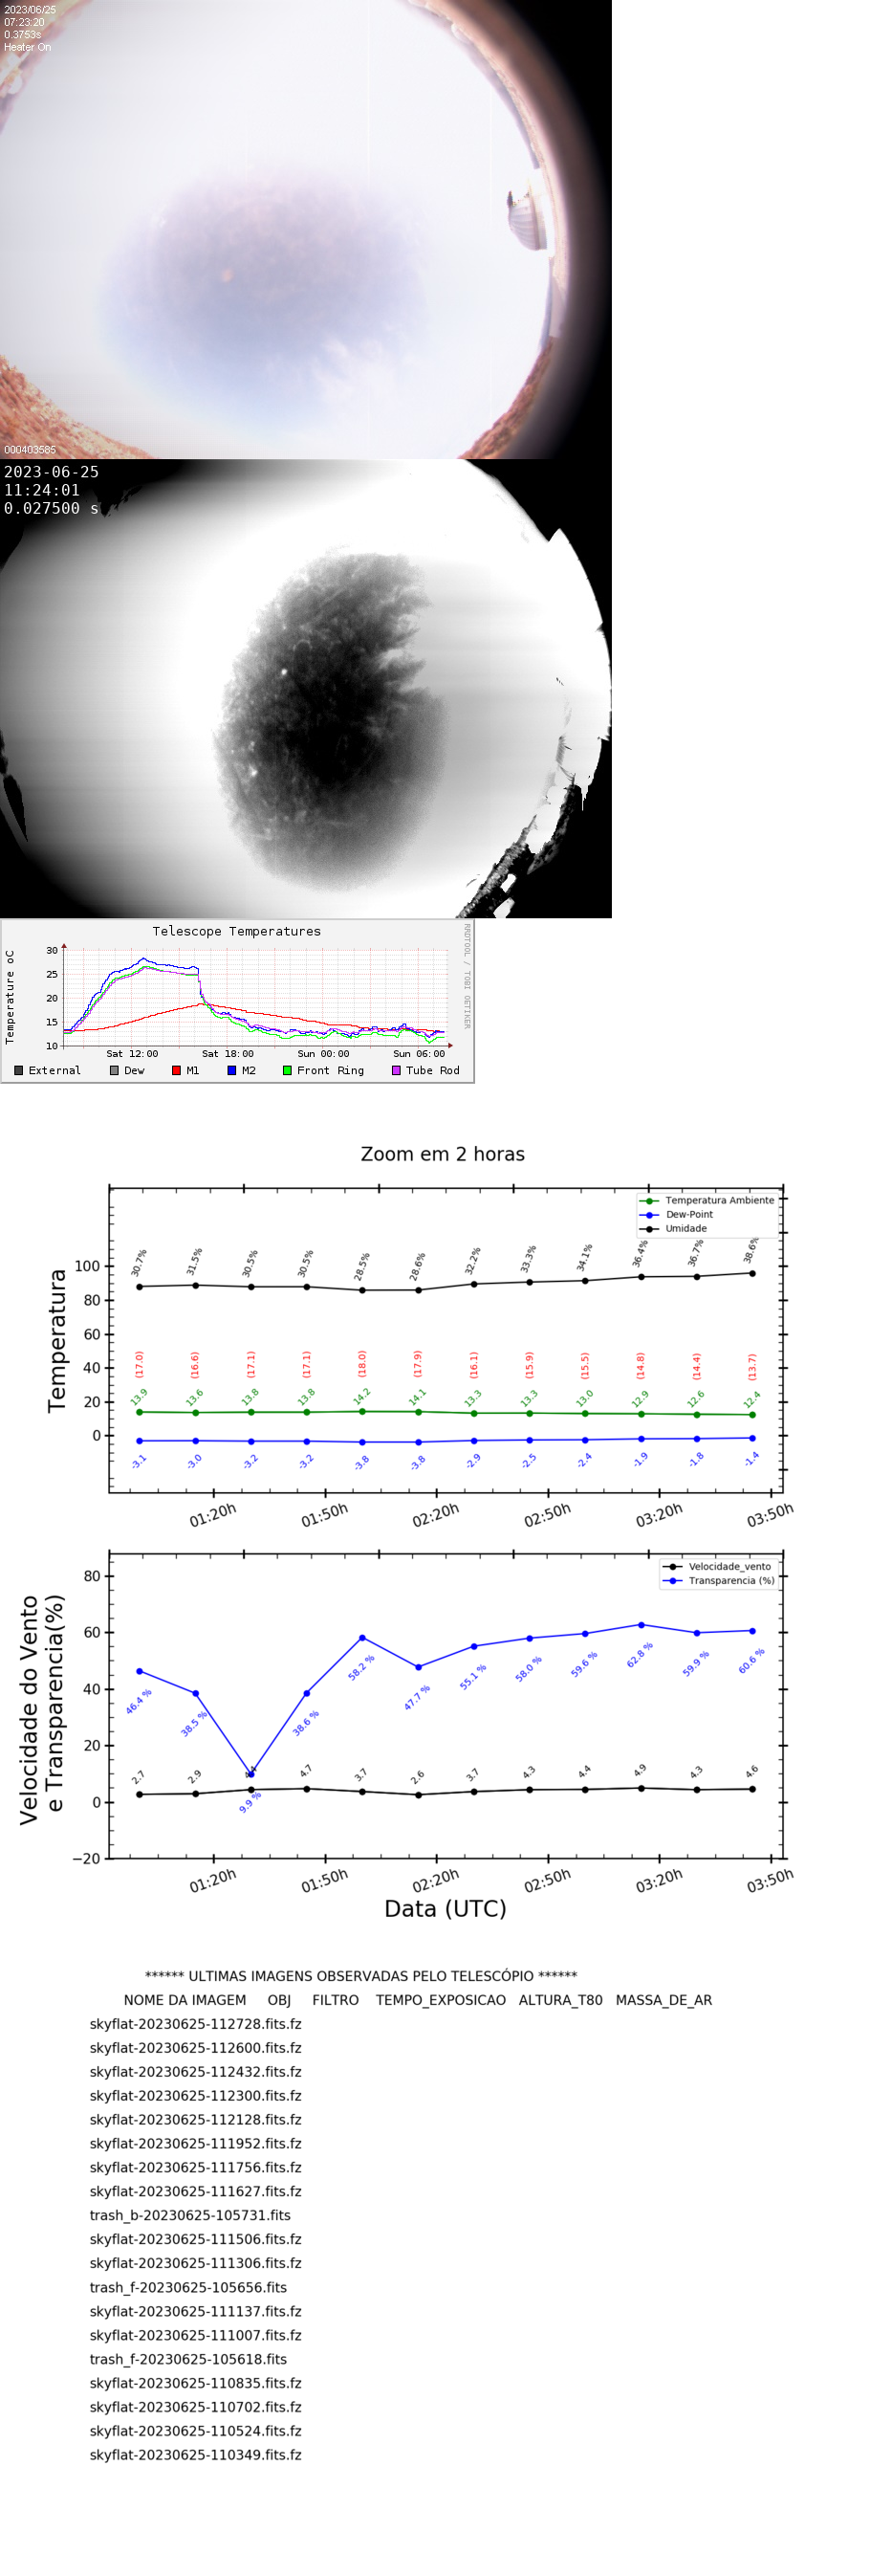 2023/06/25
07:23:20
0.3753s
Heater On
000403585
2023-06-25
11:24:01
0.027500 s
Telescope Temperatures
RRDTOOL / TOBI OETIKER
Temperature oC
30
25
20
15
10
Sat 12:00 Sat 18:00 Sun 00:00 Sun 06:00
External Dew M1 M2 Front Ring Tube Rod
Zoom em 2 horas
Temperatura Ambiente
Dew-Point
Umidade
Temperatura
100
80
60
40
20
0
30.7% 31.5% 30.5% 30.5% 28.5% 28.6% 32.2% 33.3% 34.1% 36.4% 36.7% 38.6%
(17.0) (16.6) (17.1) (17.1) (18.0) (17.9) (16.1) (15.9) (15.5) (14.8) (14.4) (13.7)
13.9 13.6 13.8 13.8 14.2 14.1 13.3 13.3 13.0 12.9 12.6 12.4
-3.1 -3.0 -3.2 -3.2 -3.8 -3.8 -2.9 -2.5 -2.4 -1.9 -1.8 -1.4
01:20h 01:50h 02:20h 02:50h 03:20h 03:50h
Velocidade_vento
Transparencia (%)
Velocidade do Vento
e Transparencia(%)
80
60
40
20
0
−20
46.4 % 38.5 % 9.9 % 38.6 % 58.2 % 47.7 % 55.1 % 58.0 % 59.6 % 62.8 % 59.9 % 60.6 %
2.7 2.9 4.4 4.7 3.7 2.6 3.7 4.3 4.4 4.9 4.3 4.6
01:20h 01:50h 02:20h 02:50h 03:20h 03:50h
Data (UTC)
****** ULTIMAS IMAGENS OBSERVADAS PELO TELESCÓPIO ******
NOME DA IMAGEM OBJ FILTRO TEMPO_EXPOSICAO ALTURA_T80 MASSA_DE_AR
skyflat-20230625-112728.fits.fz
skyflat-20230625-112600.fits.fz
skyflat-20230625-112432.fits.fz
skyflat-20230625-112300.fits.fz
skyflat-20230625-112128.fits.fz
skyflat-20230625-111952.fits.fz
skyflat-20230625-111756.fits.fz
skyflat-20230625-111627.fits.fz
trash_b-20230625-105731.fits
skyflat-20230625-111506.fits.fz
skyflat-20230625-111306.fits.fz
trash_f-20230625-105656.fits
skyflat-20230625-111137.fits.fz
skyflat-20230625-111007.fits.fz
trash_f-20230625-105618.fits
skyflat-20230625-110835.fits.fz
skyflat-20230625-110702.fits.fz
skyflat-20230625-110524.fits.fz
skyflat-20230625-110349.fits.fz